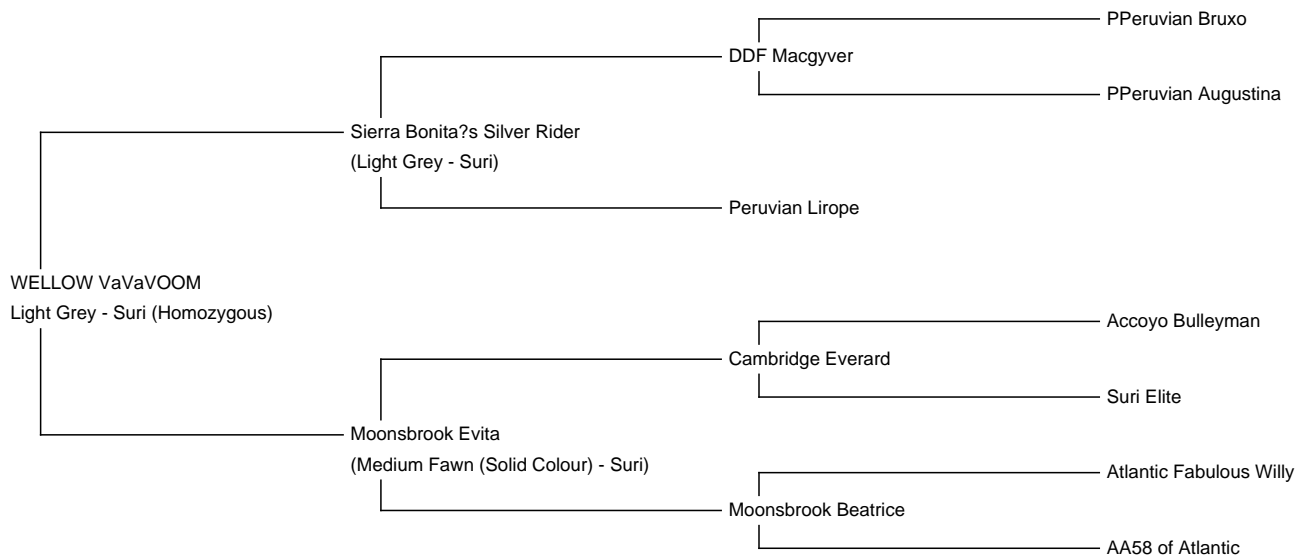 PPeruvian Bruxo
DDF Macgyver
PPeruvian Augustina
Sierra Bonita?s Silver Rider
(Light Grey - Suri)
Peruvian Lirope
WELLOW VaVaVOOM
Light Grey - Suri (Homozygous)
Accoyo Bulleyman
Cambridge Everard
Suri Elite
Moonsbrook Evita
(Medium Fawn (Solid Colour) - Suri)
Atlantic Fabulous Willy
Moonsbrook Beatrice
AA58 of Atlantic